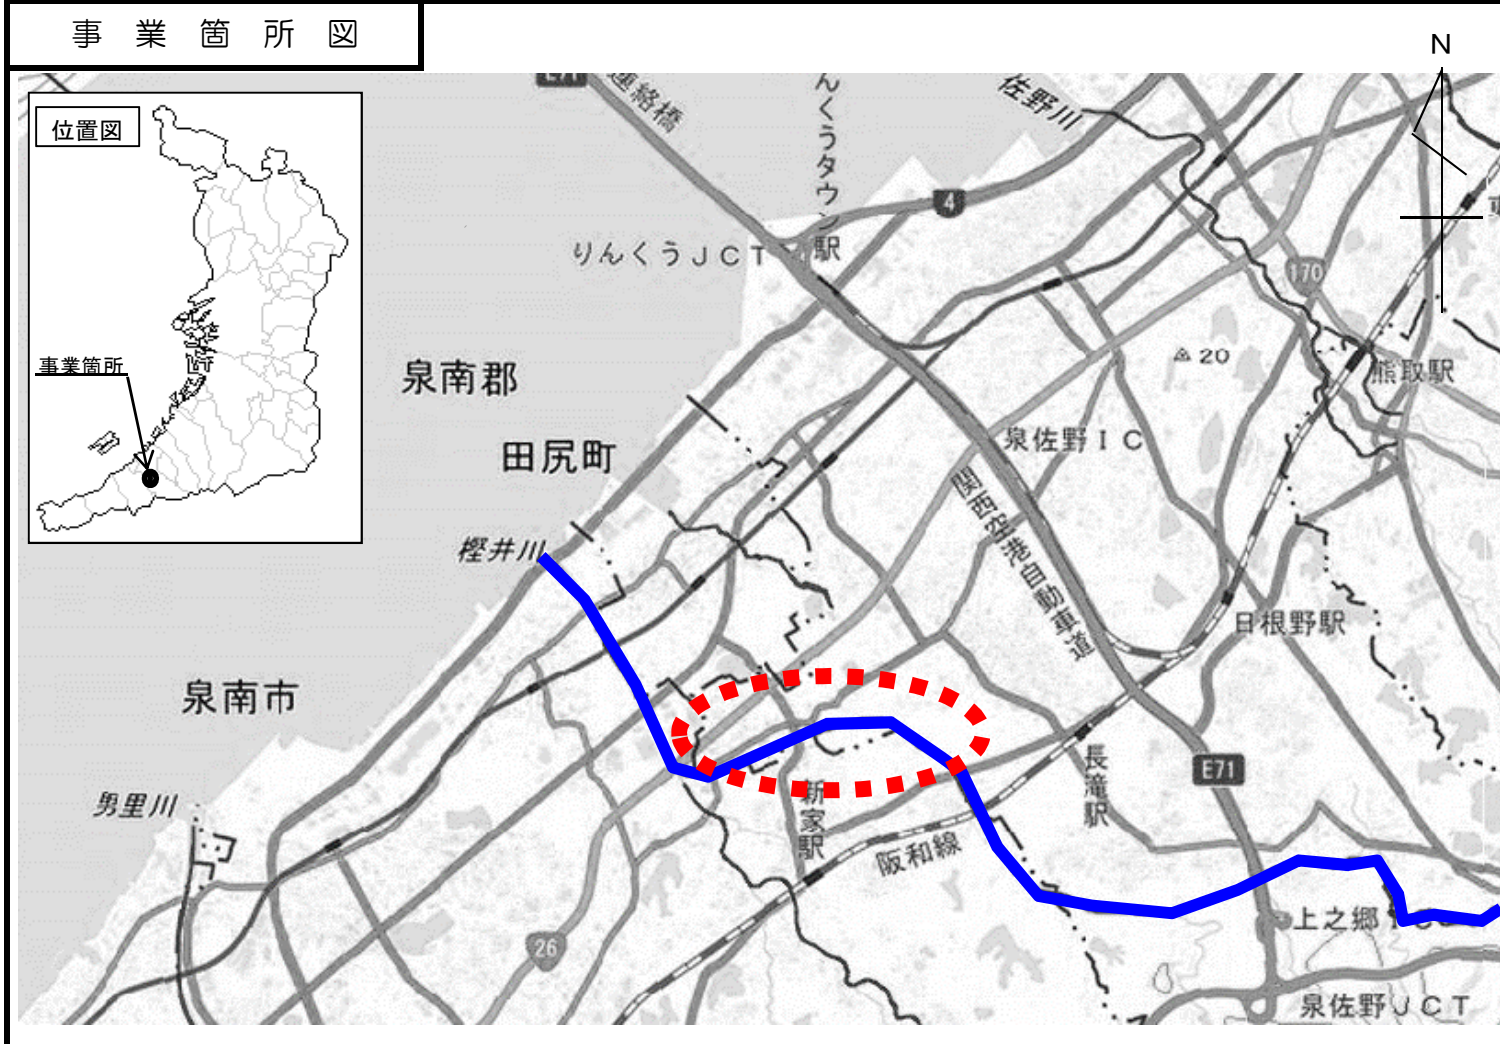 事業箇所図
N
位置図
事業箇所
E71
連絡橋
んくうタウン駅
佐野川
4
りんくうJCT
170
20
熊取駅
泉南郡
田尻町
泉佐野IC
関西空港自動車道
樫井川
日根野駅
泉南市
長滝駅
E71
男里川
新家駅
阪和線
26
上之郷IC
泉佐野JCT